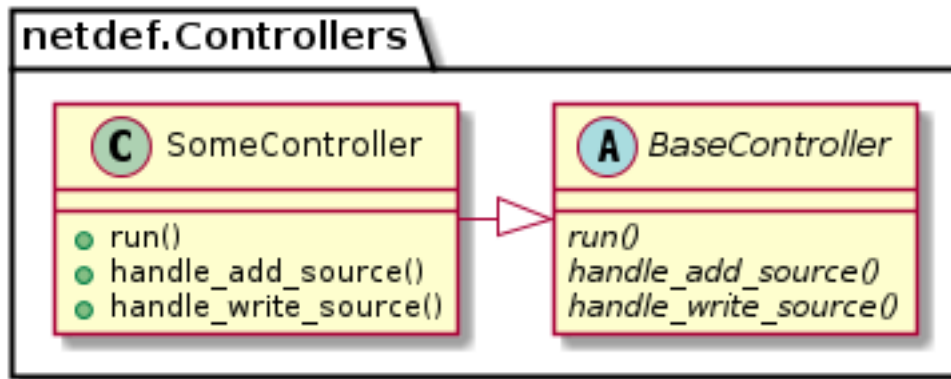 netdef.Controllers
C SomeController
run()
handle_add_source()
handle_write_source()
A BaseController
run()
handle_add_source()
handle_write_source()